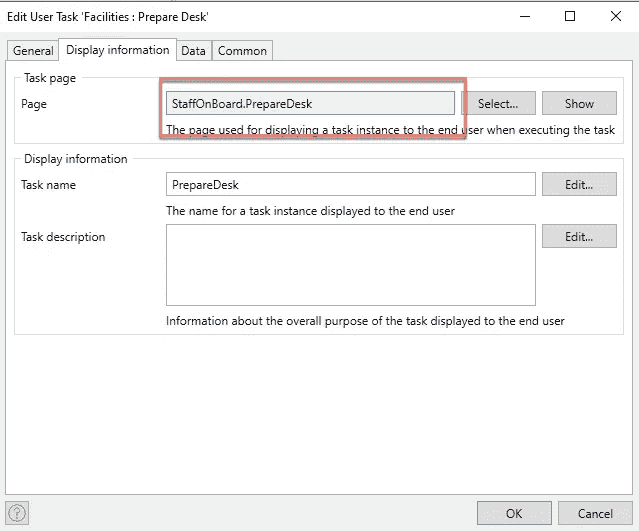 Edit User Task 'Facilities : Prepare Desk'
General Display information Data Common
Task page
Page StaffOnBoard.PrepareDesk Select... Show
The page used for displaying a task instance to the end user when executing the task
Display information
Task name PrepareDesk Edit...
The name for a task instance displayed to the end user
Task description Edit...
Information about the overall purpose of the task displayed to the end user
? OK Cancel